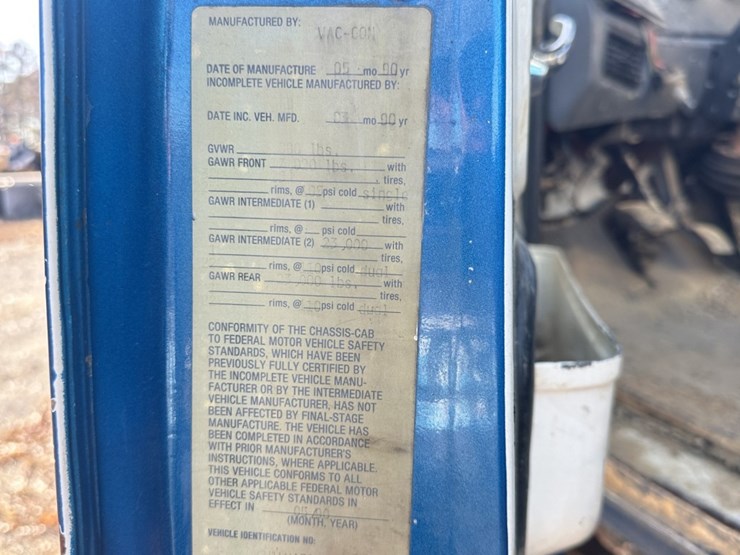 MANUFACTURED BY:
VAC-CON
DATE OF MANUFACTURE 05 mo 00 yr
INCOMPLETE VEHICLE MANUFACTURED BY:
DATE INC. VEH. MFD. 03 mo 00 yr
GVWR lbs.
GAWR FRONT lbs. with
tires,
rims, @ psi cold single
GAWR INTERMEDIATE (1) with
tires,
rims, @ psi cold
GAWR INTERMEDIATE (2) 23,000 with
tires,
rims, @ psi cold dual
GAWR REAR lbs. with
tires,
rims, @ psi cold dual
CONFORMITY OF THE CHASSIS-CAB
TO FEDERAL MOTOR VEHICLE SAFETY
STANDARDS, WHICH HAVE BEEN
PREVIOUSLY FULLY CERTIFIED BY
THE INCOMPLETE VEHICLE MANU-
FACTURER OR BY THE INTERMEDIATE
VEHICLE MANUFACTURER, HAS NOT
BEEN AFFECTED BY FINAL-STAGE
MANUFACTURE. THE VEHICLE HAS
BEEN COMPLETED IN ACCORDANCE
WITH PRIOR MANUFACTURER'S
INSTRUCTIONS, WHERE APPLICABLE.
THIS VEHICLE CONFORMS TO ALL
OTHER APPLICABLE FEDERAL MOTOR
VEHICLE SAFETY STANDARDS IN
EFFECT IN 05/00
(MONTH, YEAR)
VEHICLE IDENTIFICATION NO: